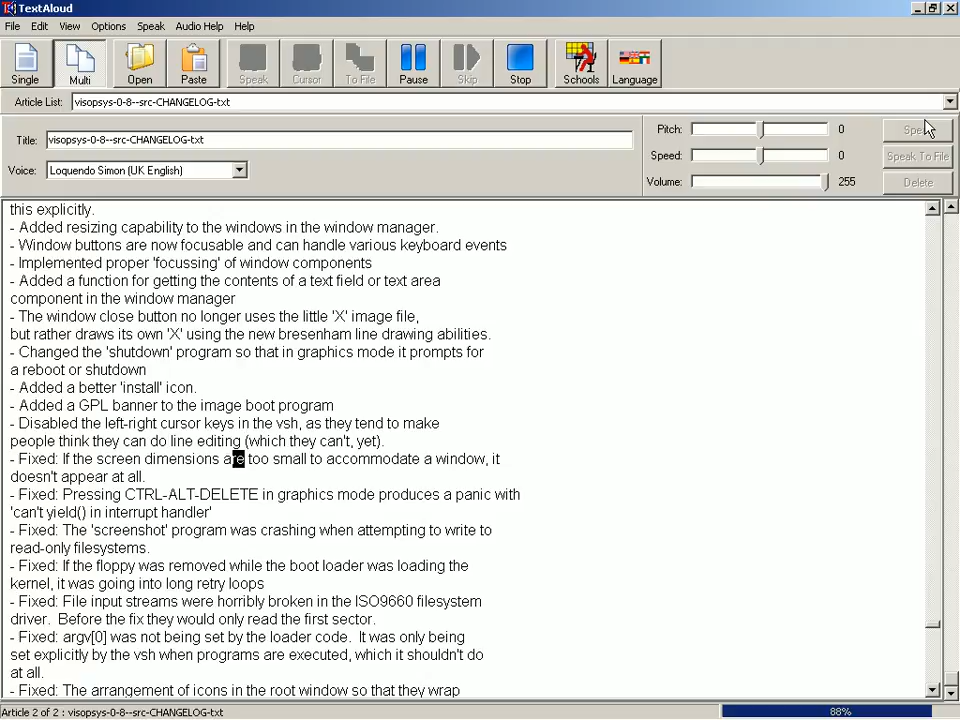 TextAloud
File Edit View Options Speak Audio Help Help
Single Multi Open Paste Speak Cursor To File Pause Skip Stop Schools Language
Article List: visopsys-0-8--src-CHANGELOG-txt
Title: visopsys-0-8--src-CHANGELOG-txt
Voice: Loquendo Simon (UK English)
Pitch: 0
Speed: 0
Volume: 255
Speak
Speak To File
Delete
this explicitly.
- Added resizing capability to the windows in the window manager.
- Window buttons are now focusable and can handle various keyboard events
- Implemented proper 'focussing' of window components
- Added a function for getting the contents of a text field or text area
component in the window manager
- The window close button no longer uses the little 'X' image file,
but rather draws its own 'X' using the new bresenham line drawing abilities.
- Changed the 'shutdown' program so that in graphics mode it prompts for
a reboot or shutdown
- Added a better 'install' icon.
- Added a GPL banner to the image boot program
- Disabled the left-right cursor keys in the vsh, as they tend to make
people think they can do line editing (which they can't, yet).
- Fixed: If the screen dimensions are too small to accommodate a window, it
doesn't appear at all.
- Fixed: Pressing CTRL-ALT-DELETE in graphics mode produces a panic with
'can't yield() in interrupt handler'
- Fixed: The 'screenshot' program was crashing when attempting to write to
read-only filesystems.
- Fixed: If the floppy was removed while the boot loader was loading the
kernel, it was going into long retry loops
- Fixed: File input streams were horribly broken in the ISO9660 filesystem
driver.  Before the fix they would only read the first sector.
- Fixed: argv[0] was not being set by the loader code.  It was only being
set explicitly by the vsh when programs are executed, which it shouldn't do
at all.
- Fixed: The arrangement of icons in the root window so that they wrap
Article 2 of 2 : visopsys-0-8--src-CHANGELOG-txt
88%